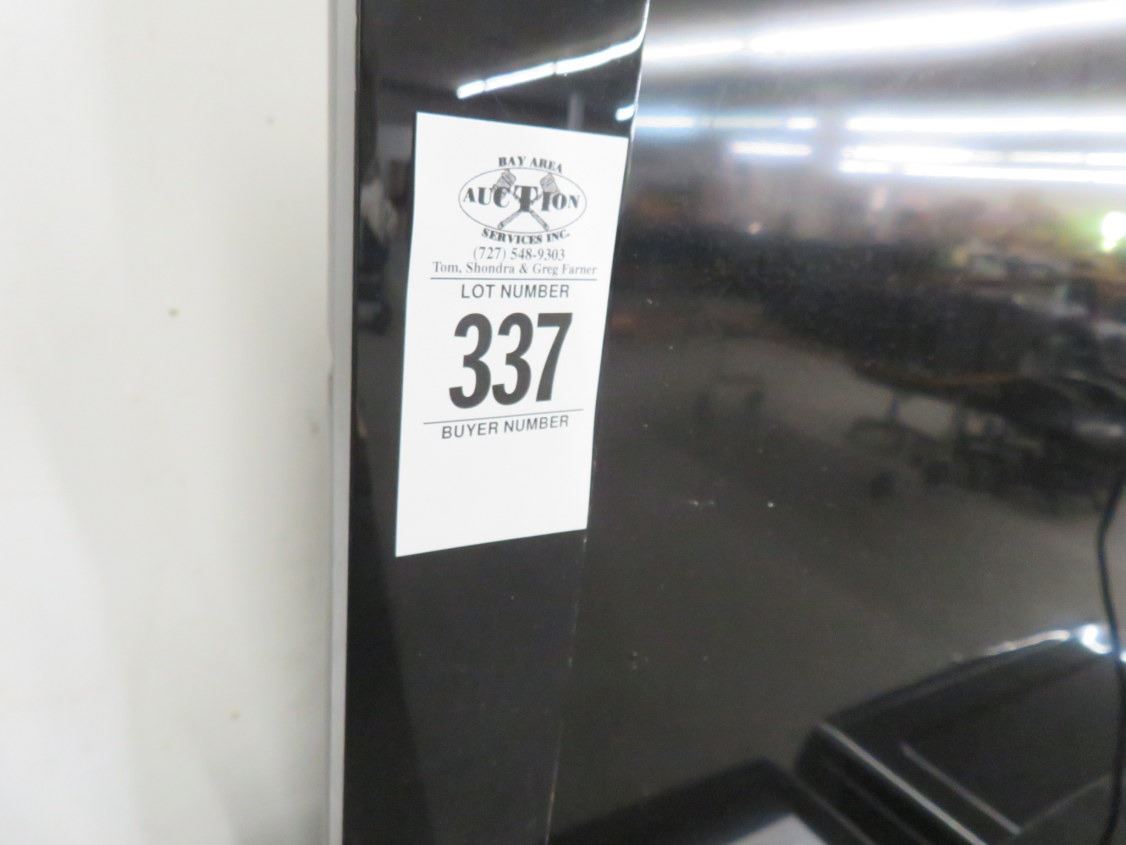 BAY AREA
AUCTION
SERVICES INC.
(727) 548-9303
Tom, Shondra & Greg Farner
LOT NUMBER
337
BUYER NUMBER